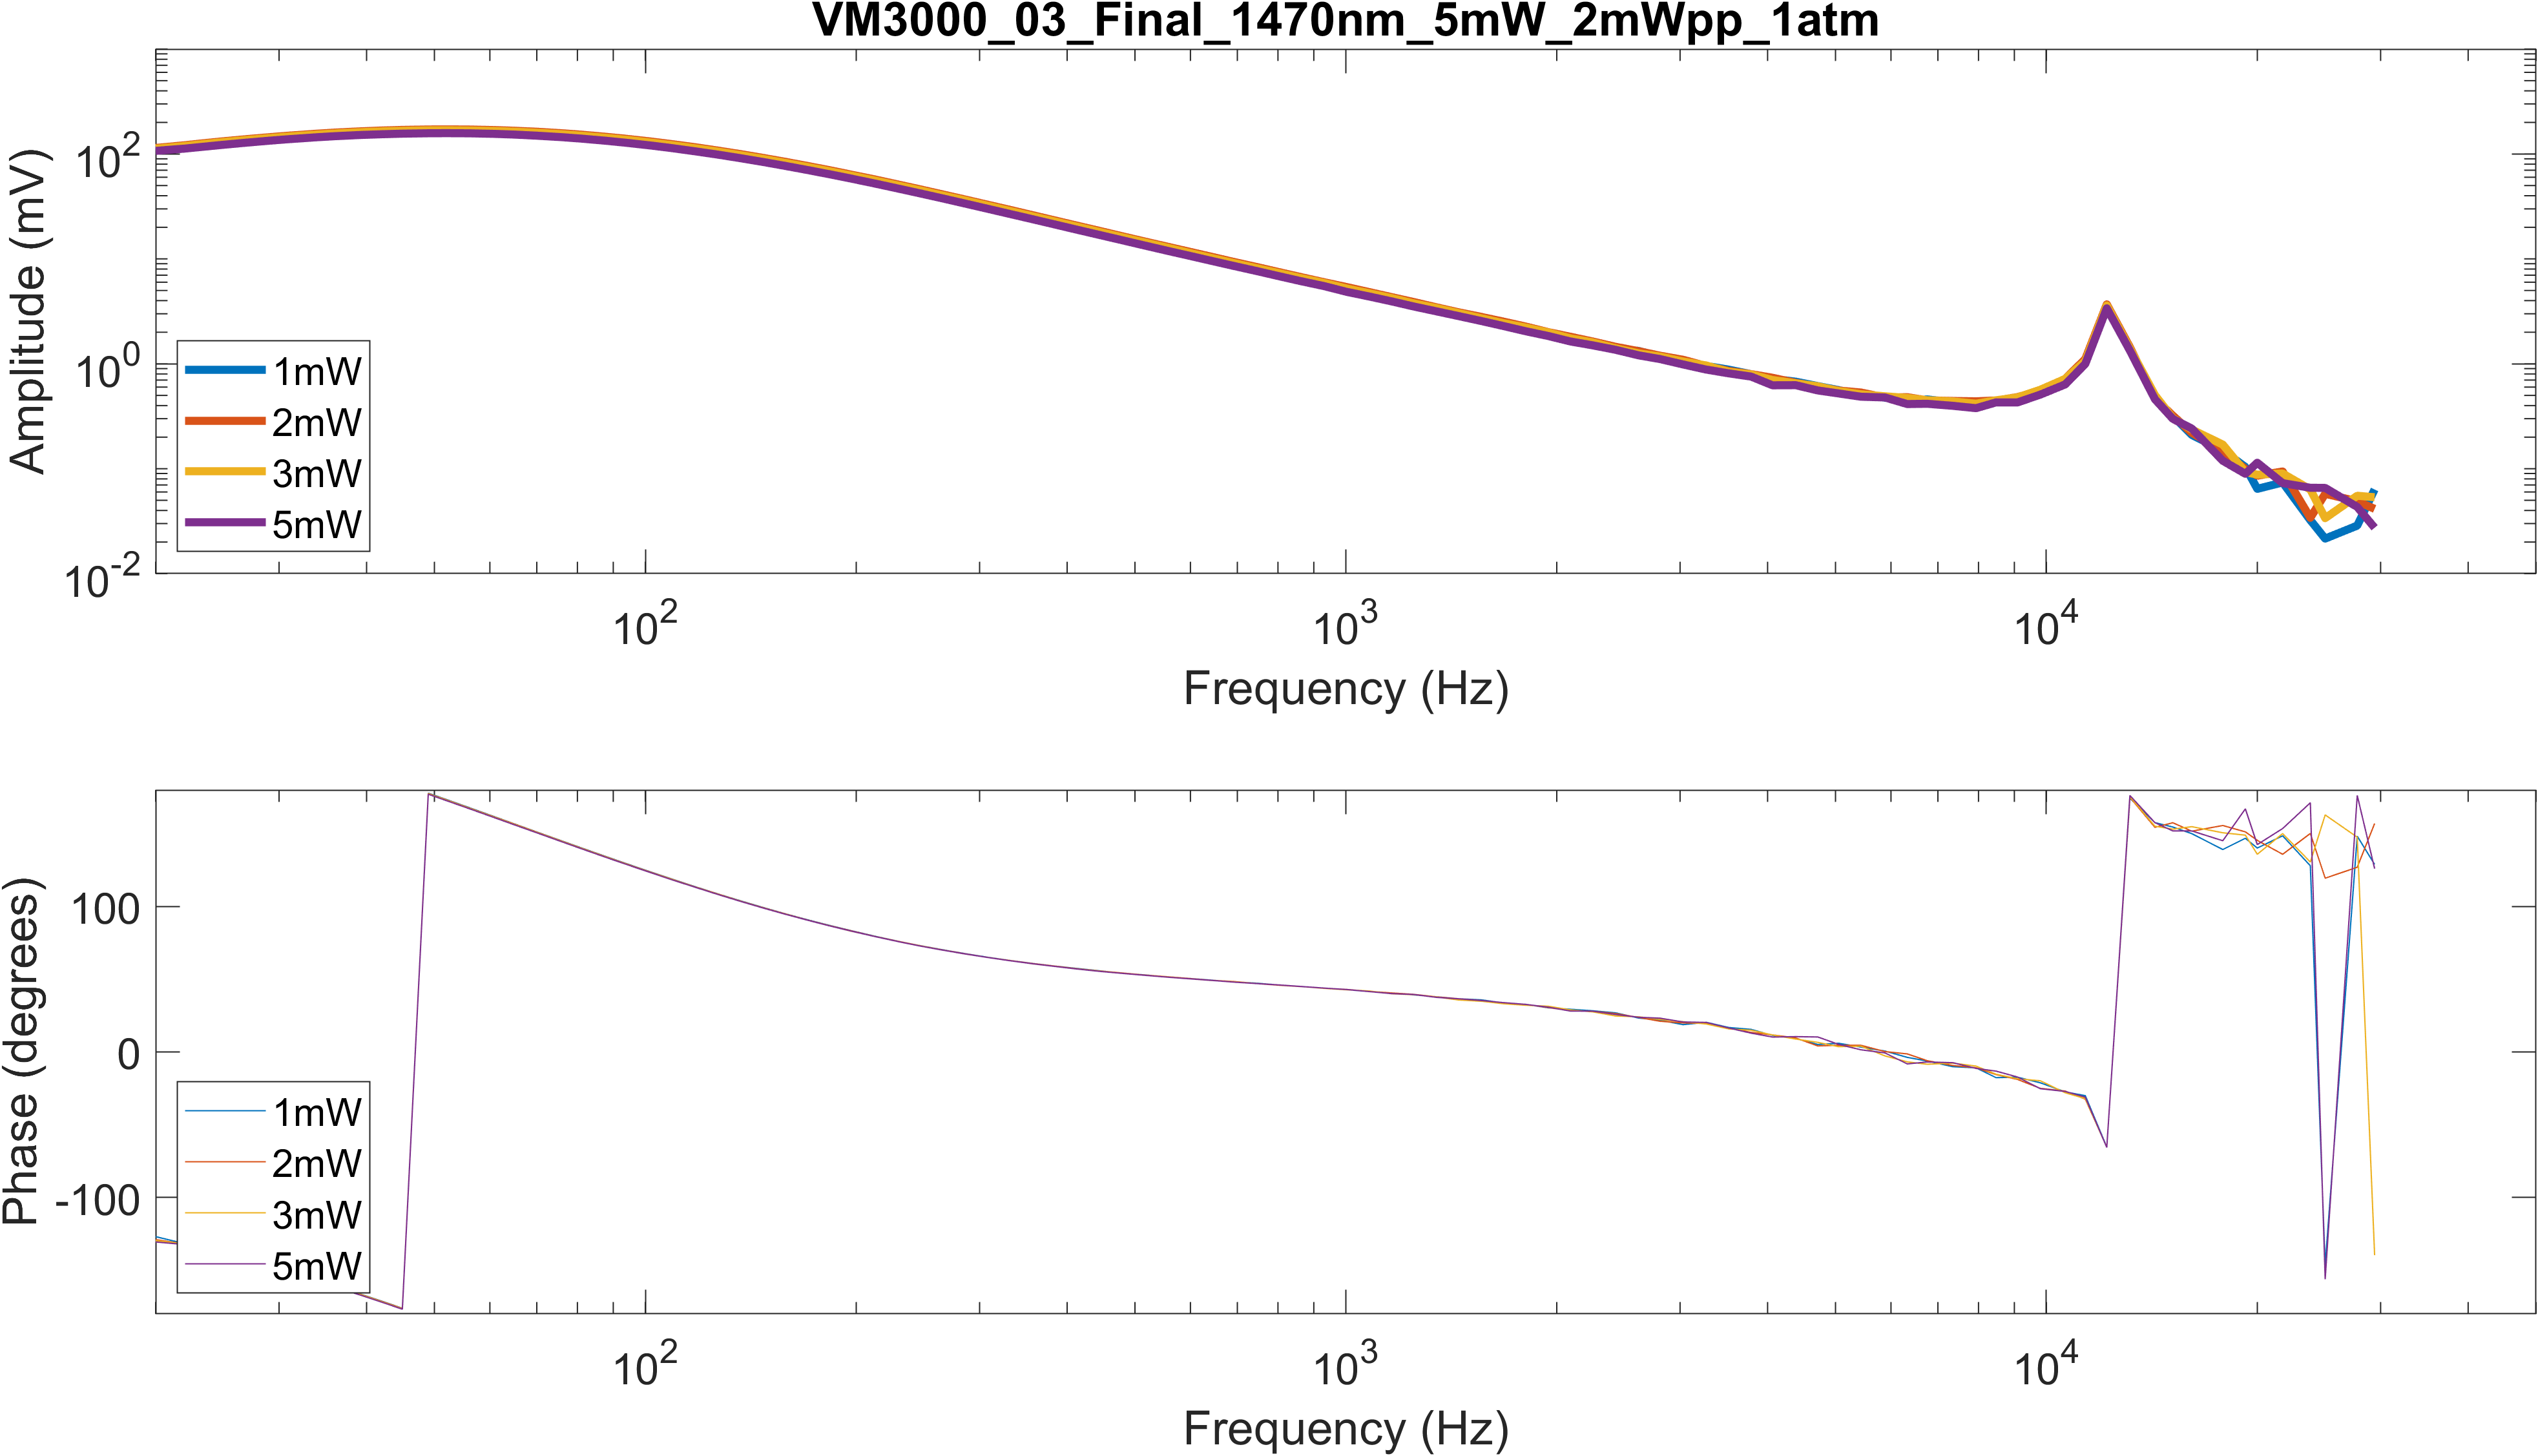 VM3000_03_Final_1470nm_5mW_2mWpp_1atm
Amplitude (mV)
10^2
10^0
10^-2
1mW
2mW
3mW
5mW
10^2 10^3 10^4
Frequency (Hz)
Phase (degrees)
100
0
-100
1mW
2mW
3mW
5mW
10^2 10^3 10^4
Frequency (Hz)